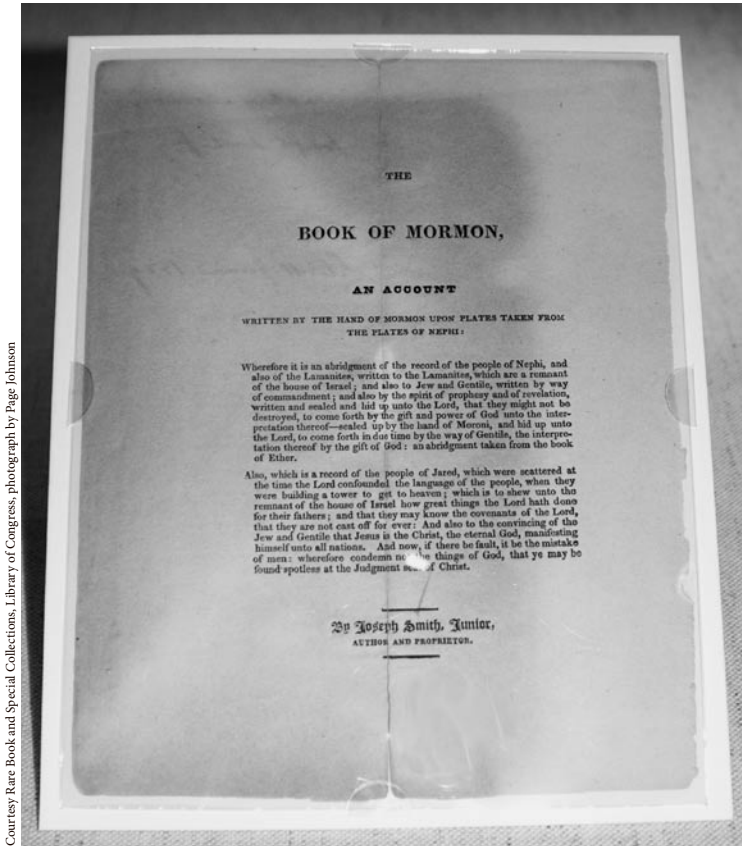 THE
BOOK OF MORMON,
AN ACCOUNT
WRITTEN BY THE HAND OF MORMON UPON PLATES TAKEN FROM
THE PLATES OF NEPHI:
Wherefore it is an abridgment of the record of the people of Nephi, and
also of the Lamanites, written to the Lamanites, which are a remnant
of the house of Israel; and also to Jew and Gentile, written by way
of commandment; and also by the spirit of prophesy and of revelation,
written and sealed and hid up unto the Lord, that they might not be
destroyed, to come forth by the gift and power of God unto the inter-
pretation thereof—sealed up by the hand of Moroni, and hid up unto
the Lord, to come forth in due time by the way of Gentile, the interpre-
tation thereof by the gift of God: an abridgment taken from the book
of Ether.
Also, which is a record of the people of Jared, which were scattered at
the time the Lord confounded the language of the people, when they
were building a tower to get to heaven; which is to shew unto the
remnant of the house of Israel how great things the Lord hath done
for their fathers; and that they may know the covenants of the Lord,
that they are not cast off for ever: And also to the convincing of the
Jew and Gentile that Jesus is the Christ, the eternal God, manifesting
himself unto all nations. And now, if there be fault, it be the mistake
of men: wherefore condemn things of God, that ye may be
found spotless at the Judgment of Christ.
By Joseph Smith, Junior,
AUTHOR AND PROPRIETOR.
Courtesy Rare Book and Special Collections, Library of Congress, photograph by Page Johnson